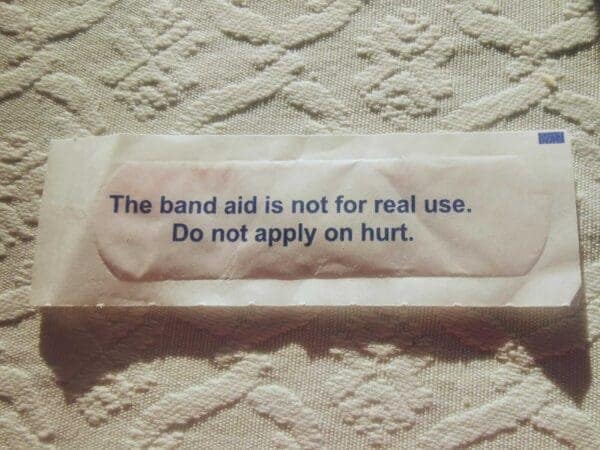 The band aid is not for real use.
Do not apply on hurt.